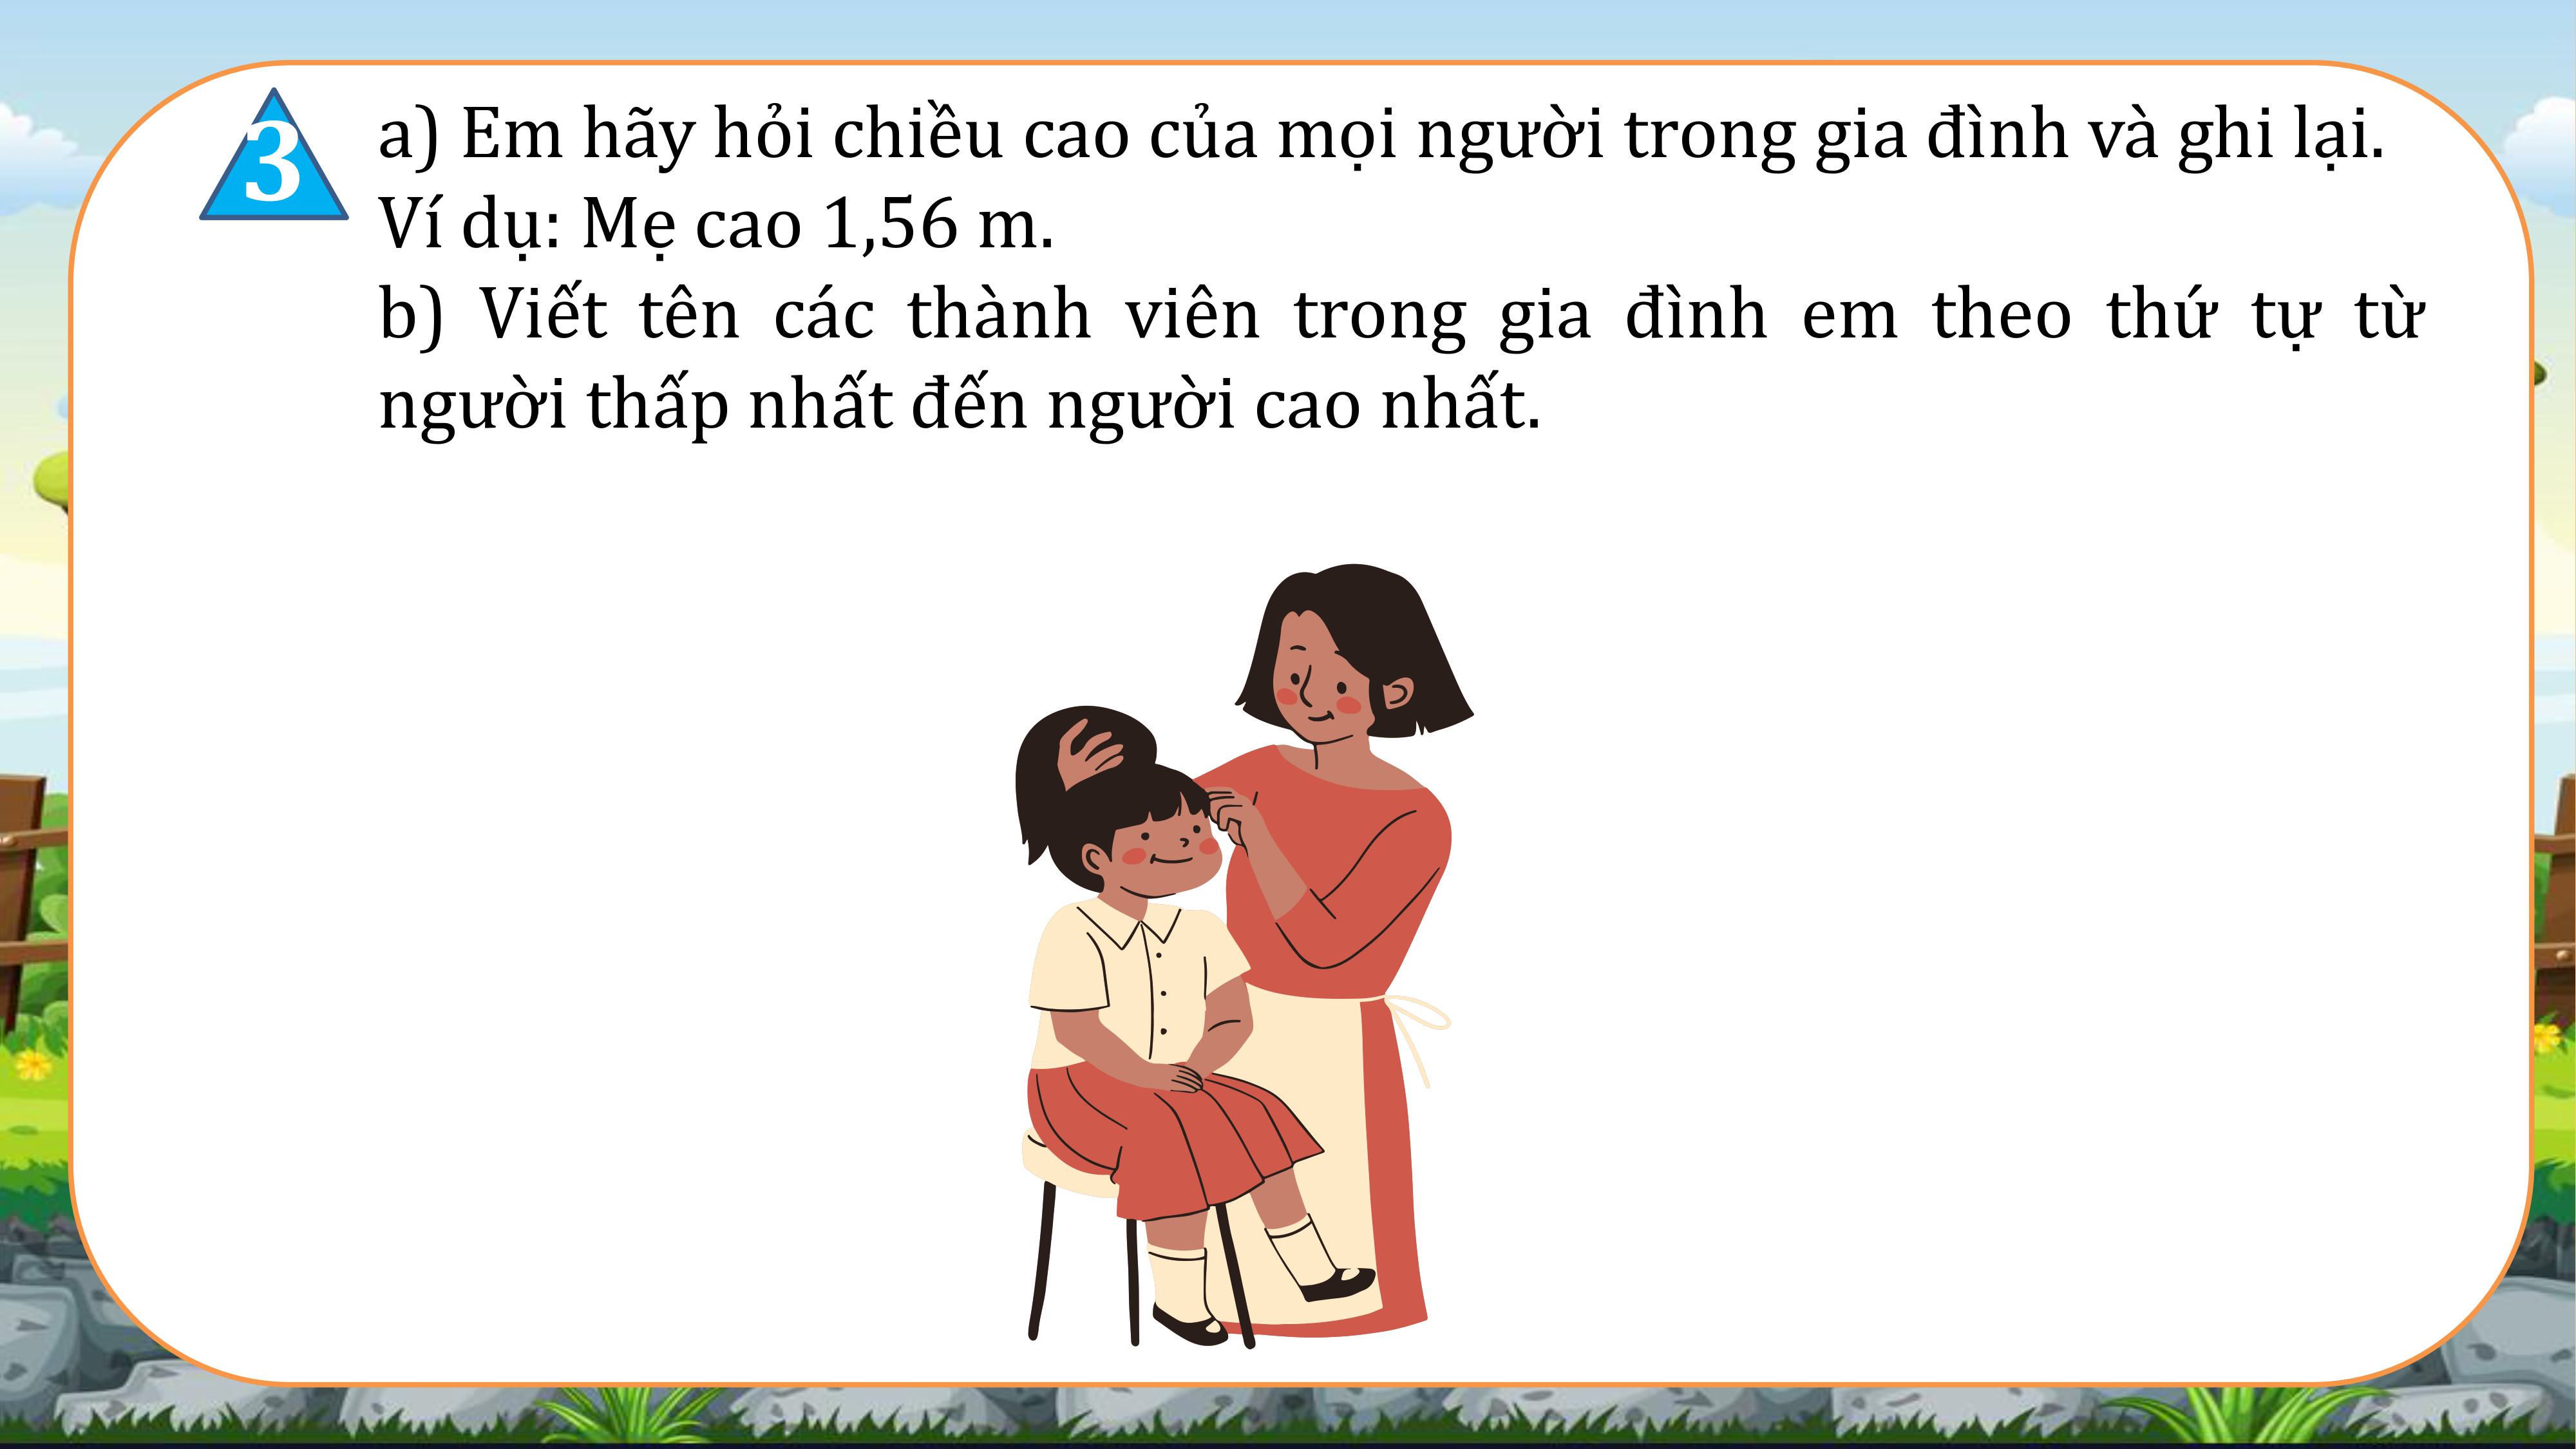 3
a) Em hãy hỏi chiều cao của mọi người trong gia đình và ghi lại.
Ví dụ: Mẹ cao 1,56 m.
b) Viết tên các thành viên trong gia đình em theo thứ tự từ
người thấp nhất đến người cao nhất.